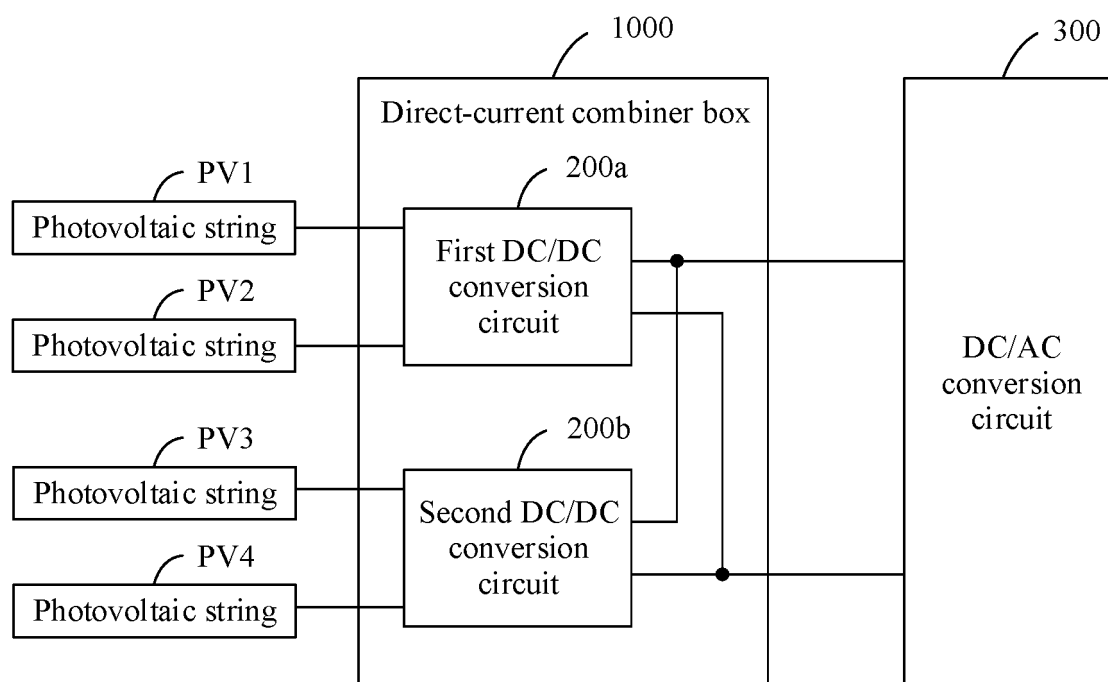 1000
300
Direct-current combiner box
PV1
Photovoltaic string
200a
First DC/DC
conversion
circuit
PV2
Photovoltaic string
DC/AC
conversion
circuit
PV3
Photovoltaic string
200b
Second DC/DC
conversion
circuit
PV4
Photovoltaic string